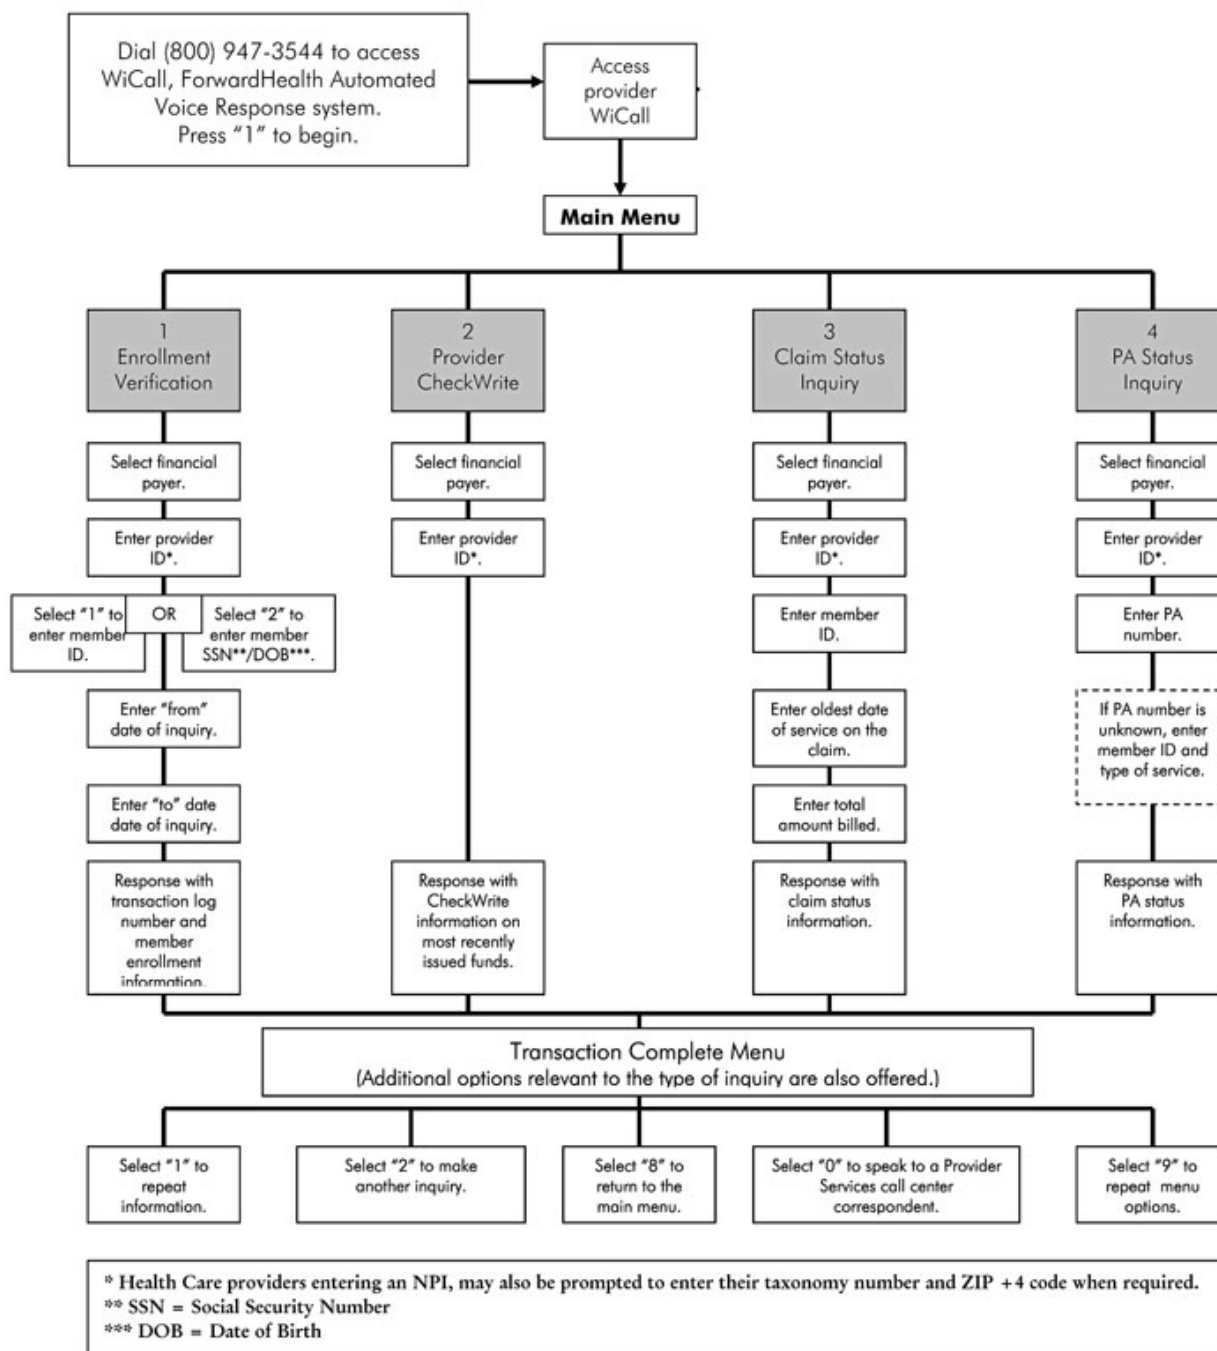 Dial (800) 947-3544 to access
WiCall, ForwardHealth Automated
Voice Response system.
Press “1” to begin.
Access
provider
WiCall
Main Menu
1
Enrollment
Verification
2
Provider
CheckWrite
3
Claim Status
Inquiry
4
PA Status
Inquiry
Select financial
payer.
Select financial
payer.
Select financial
payer.
Select financial
payer.
Enter provider
ID*.
Enter provider
ID*.
Enter provider
ID*.
Enter provider
ID*.
Select “1” to
enter member
ID.
OR
Select “2” to
enter member
SSN**/DOB***.
Enter member
ID.
Enter PA
number.
Enter “from”
date of inquiry.
Enter oldest date
of service on the
claim.
If PA number is
unknown, enter
member ID and
type of service.
Enter “to” date
date of inquiry.
Enter total
amount billed.
Response with
transaction log
number and
member
enrollment
information.
Response with
CheckWrite
information on
most recently
issued funds.
Response with
claim status
information.
Response with
PA status
information.
Transaction Complete Menu
(Additional options relevant to the type of inquiry are also offered.)
Select “1” to
repeat
information.
Select “2” to make
another inquiry.
Select “8” to
return to the
main menu.
Select “0” to speak to a Provider
Services call center
correspondent.
Select “9” to
repeat menu
options.
* Health Care providers entering an NPI, may also be prompted to enter their taxonomy number and ZIP +4 code when required.
** SSN = Social Security Number
*** DOB = Date of Birth